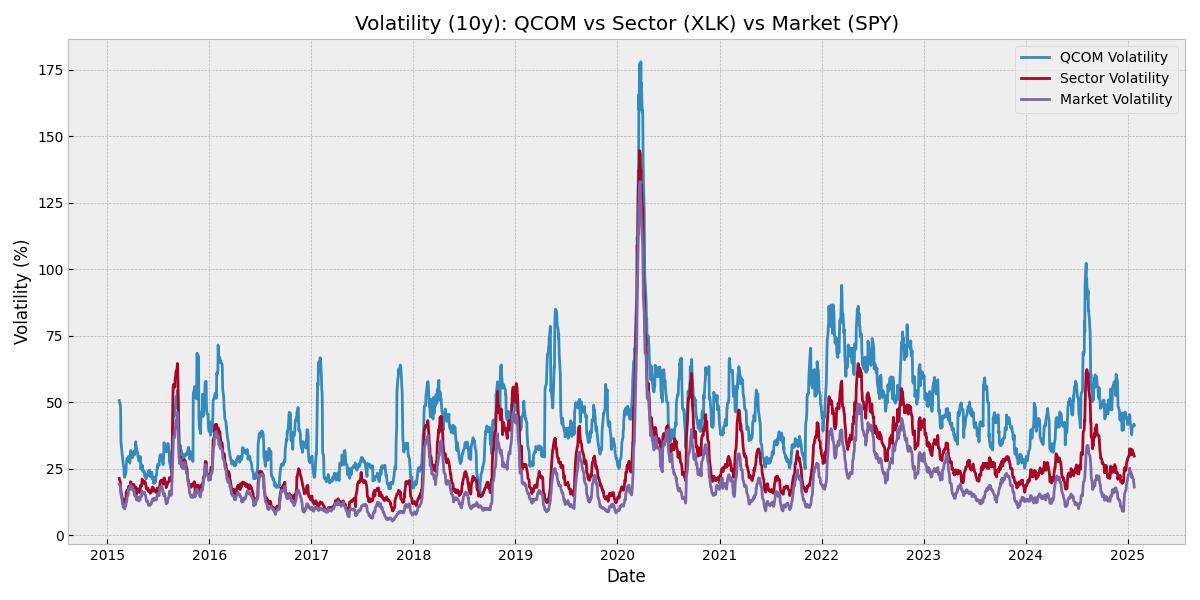 Volatility (10y): QCOM vs Sector (XLK) vs Market (SPY)
QCOM Volatility
Sector Volatility
Market Volatility
Volatility (%)
175
150
125
100
75
50
25
0
2015 2016 2017 2018 2019 2020 2021 2022 2023 2024 2025
Date